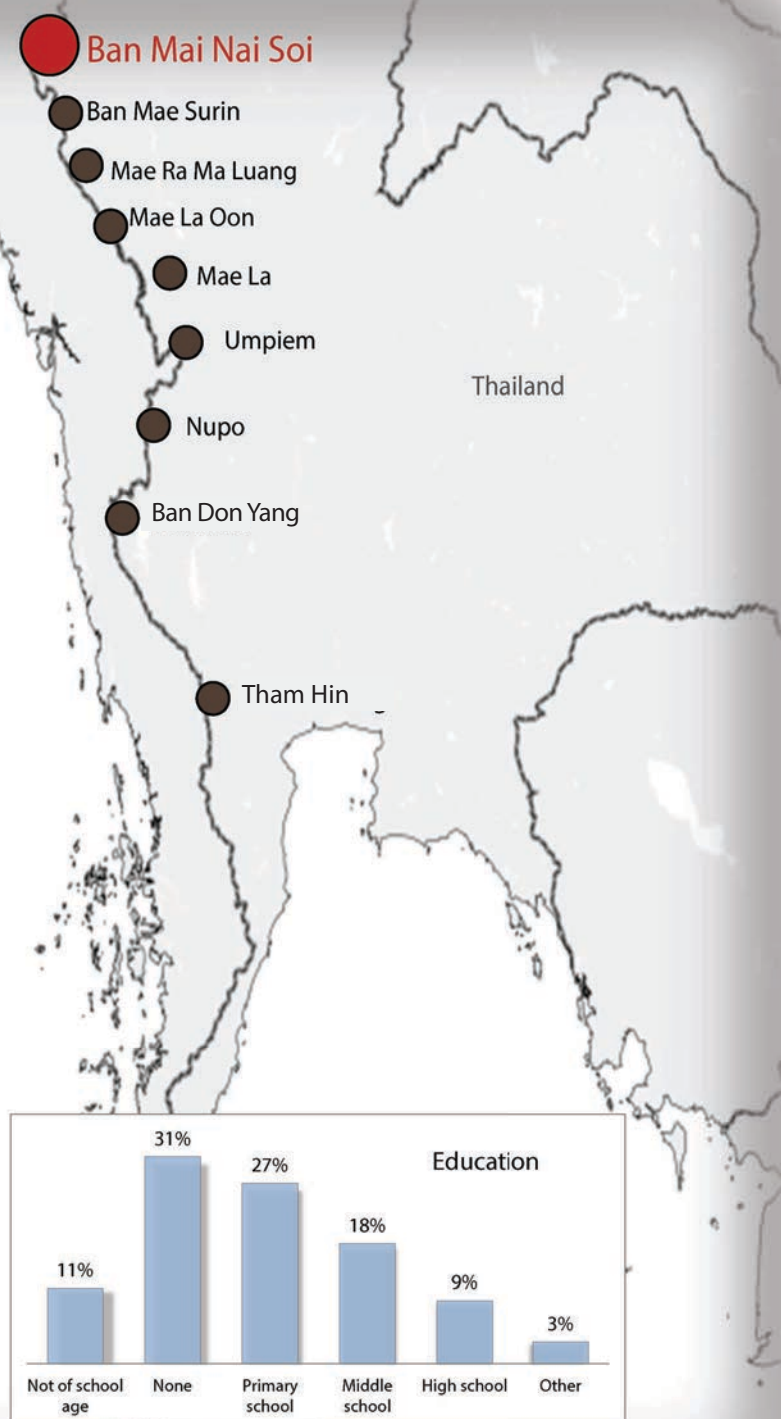 Ban Mai Nai Soi
Ban Mae Surin
Mae Ra Ma Luang
Mae La Oon
Mae La
Umpiem
Thailand
Nupo
Ban Don Yang
Tham Hin
Education
31%
27%
18%
11%
9%
3%
Not of school age
None
Primary school
Middle school
High school
Other